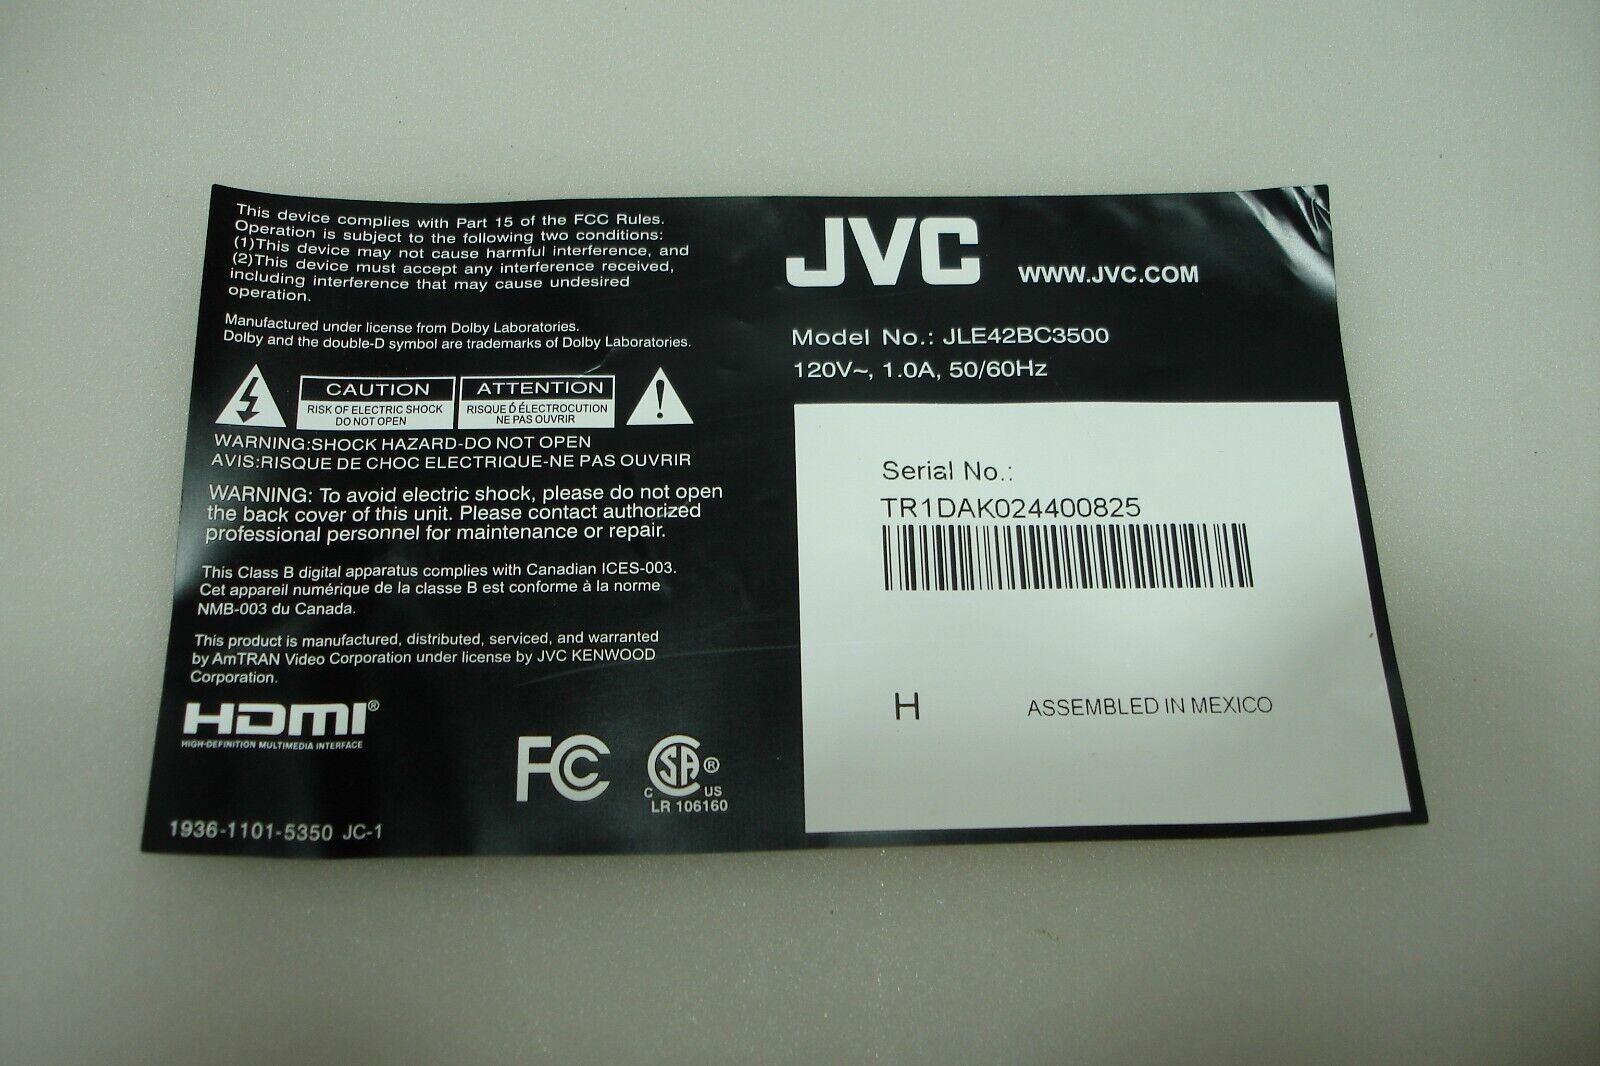 This device complies with Part 15 of the FCC Rules.
Operation is subject to the following two conditions:
(1)This device may not cause harmful interference, and
(2)This device must accept any interference received,
including interference that may cause undesired
operation.
Manufactured under license from Dolby Laboratories.
Dolby and the double-D symbol are trademarks of Dolby Laboratories.
CAUTION
RISK OF ELECTRIC SHOCK
DO NOT OPEN
ATTENTION
RISQUE Ó ÉLECTROCUTION
NE PAS OUVRIR
WARNING:SHOCK HAZARD-DO NOT OPEN
AVIS:RISQUE DE CHOC ELECTRIQUE-NE PAS OUVRIR
WARNING: To avoid electric shock, please do not open
the back cover of this unit. Please contact authorized
professional personnel for maintenance or repair.
This Class B digital apparatus complies with Canadian ICES-003.
Cet appareil numérique de la classe B est conforme à la norme
NMB-003 du Canada.
This product is manufactured, distributed, serviced, and warranted
by AmTRAN Video Corporation under license by JVC KENWOOD
Corporation.
HDMI®
HIGH-DEFINITION MULTIMEDIA INTERFACE
FC
C SA ® US
LR 106160
1936-1101-5350 JC-1
JVC WWW.JVC.COM
Model No.: JLE42BC3500
120V~, 1.0A, 50/60Hz
Serial No.:
TR1DAK024400825
H ASSEMBLED IN MEXICO